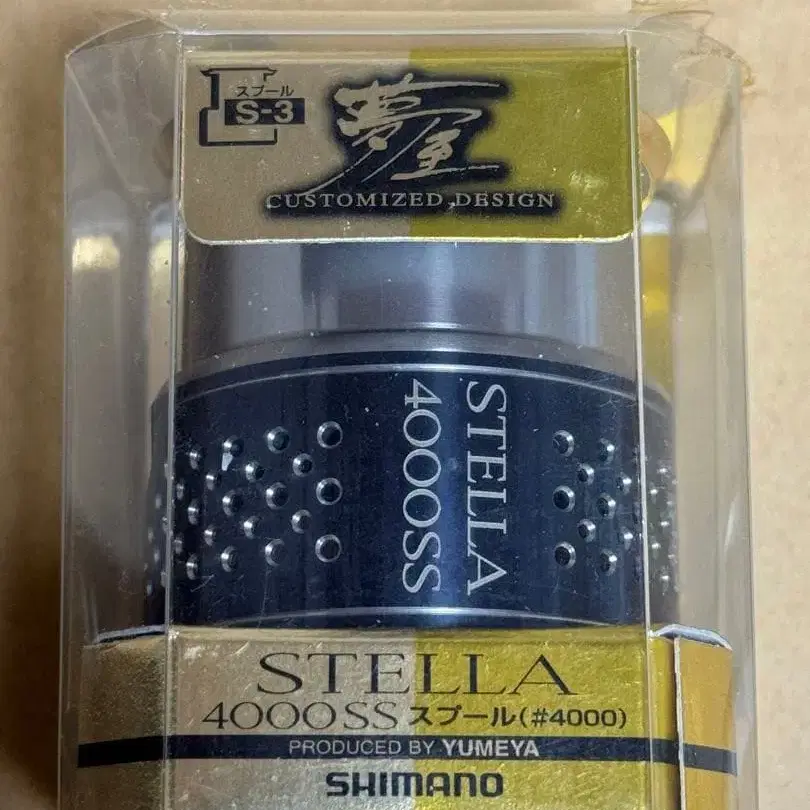 スプール
S-3
夢屋
CUSTOMIZED DESIGN
STELLA
4000SS
STELLA
4000SS スプール(#4000)
PRODUCED BY YUMEYA
SHIMANO